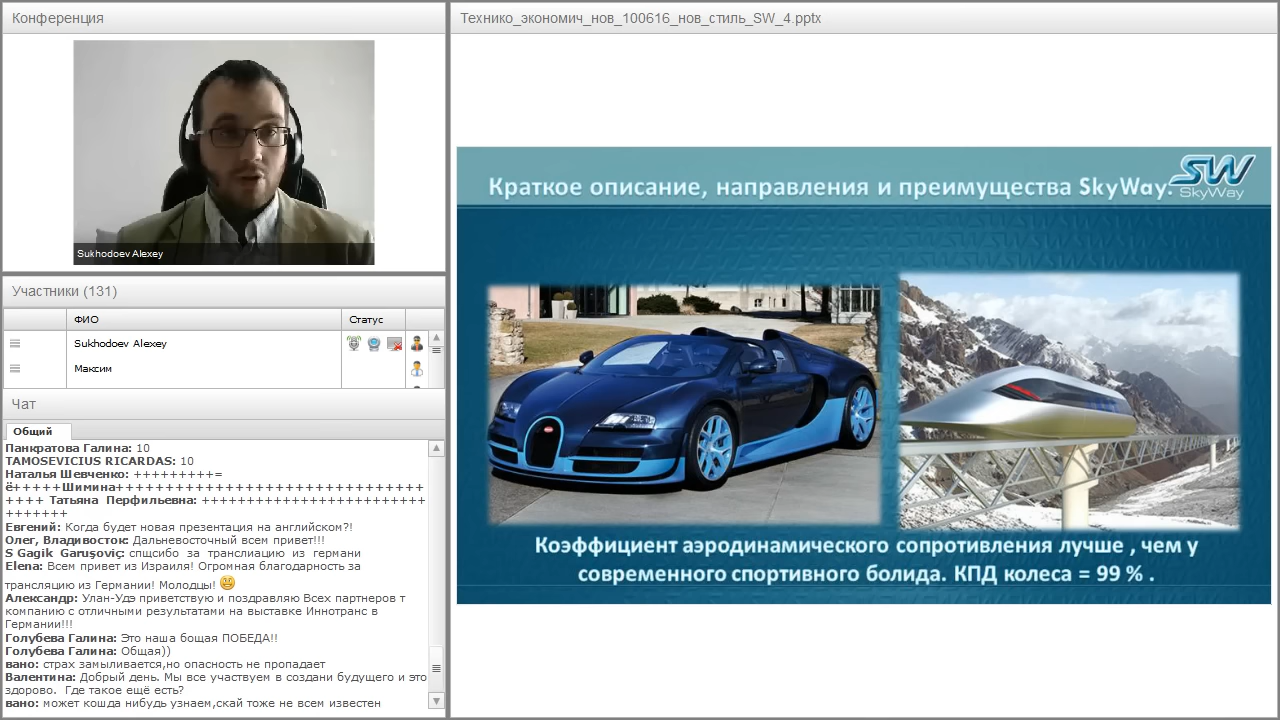 Конференция
Sukhodoev Alexey
Участники (131)
ФИО
Статус
Sukhodoev Alexey
Максим
Чат
Общий
Панкратова Галина: 10
TAMOSEVICIUS RICARDAS: 10
Наталья Шевченко: +++++++++=
ё+++++Шимина++++++++++++++++++++++++++++
++++ Татьяна Перфильевна: ++++++++++++++++++++++++++
+++++++
Евгений: Когда будет новая презентация на английском?!
Олег, Владивосток: Дальневосточный всем привет!!!
S Gagik Garuşoviç: спщсибо за транслиацию из германи
Elena: Всем привет из Израиля! Огромная благодарность за
трансляцию из Германии! Молодцы!
Александр: Улан-Удэ приветствую и поздравляю Всех партнеров т
компанию с отличными результатами на выставке Иннотранс в
Германии!!!
Голубева Галина: Это наша бощая ПОБЕДА!!
Голубева Галина: Общая))
вано: страх замыливается,но опасность не пропадает
Валентина: Добрый день. Мы все участвуем в создани будущего и это
здорово. Где такое ещё есть?
вано: может кошда нибудь узнаем,скай тоже не всем известен
Технико_экономич_нов_100616_нов_стиль_SW_4.pptx
Краткое описание, направления и преимущества SkyWay.
SW
SkyWay
Коэффициент аэродинамического сопротивления лучше , чем у
современного спортивного болида. КПД колеса = 99 % .